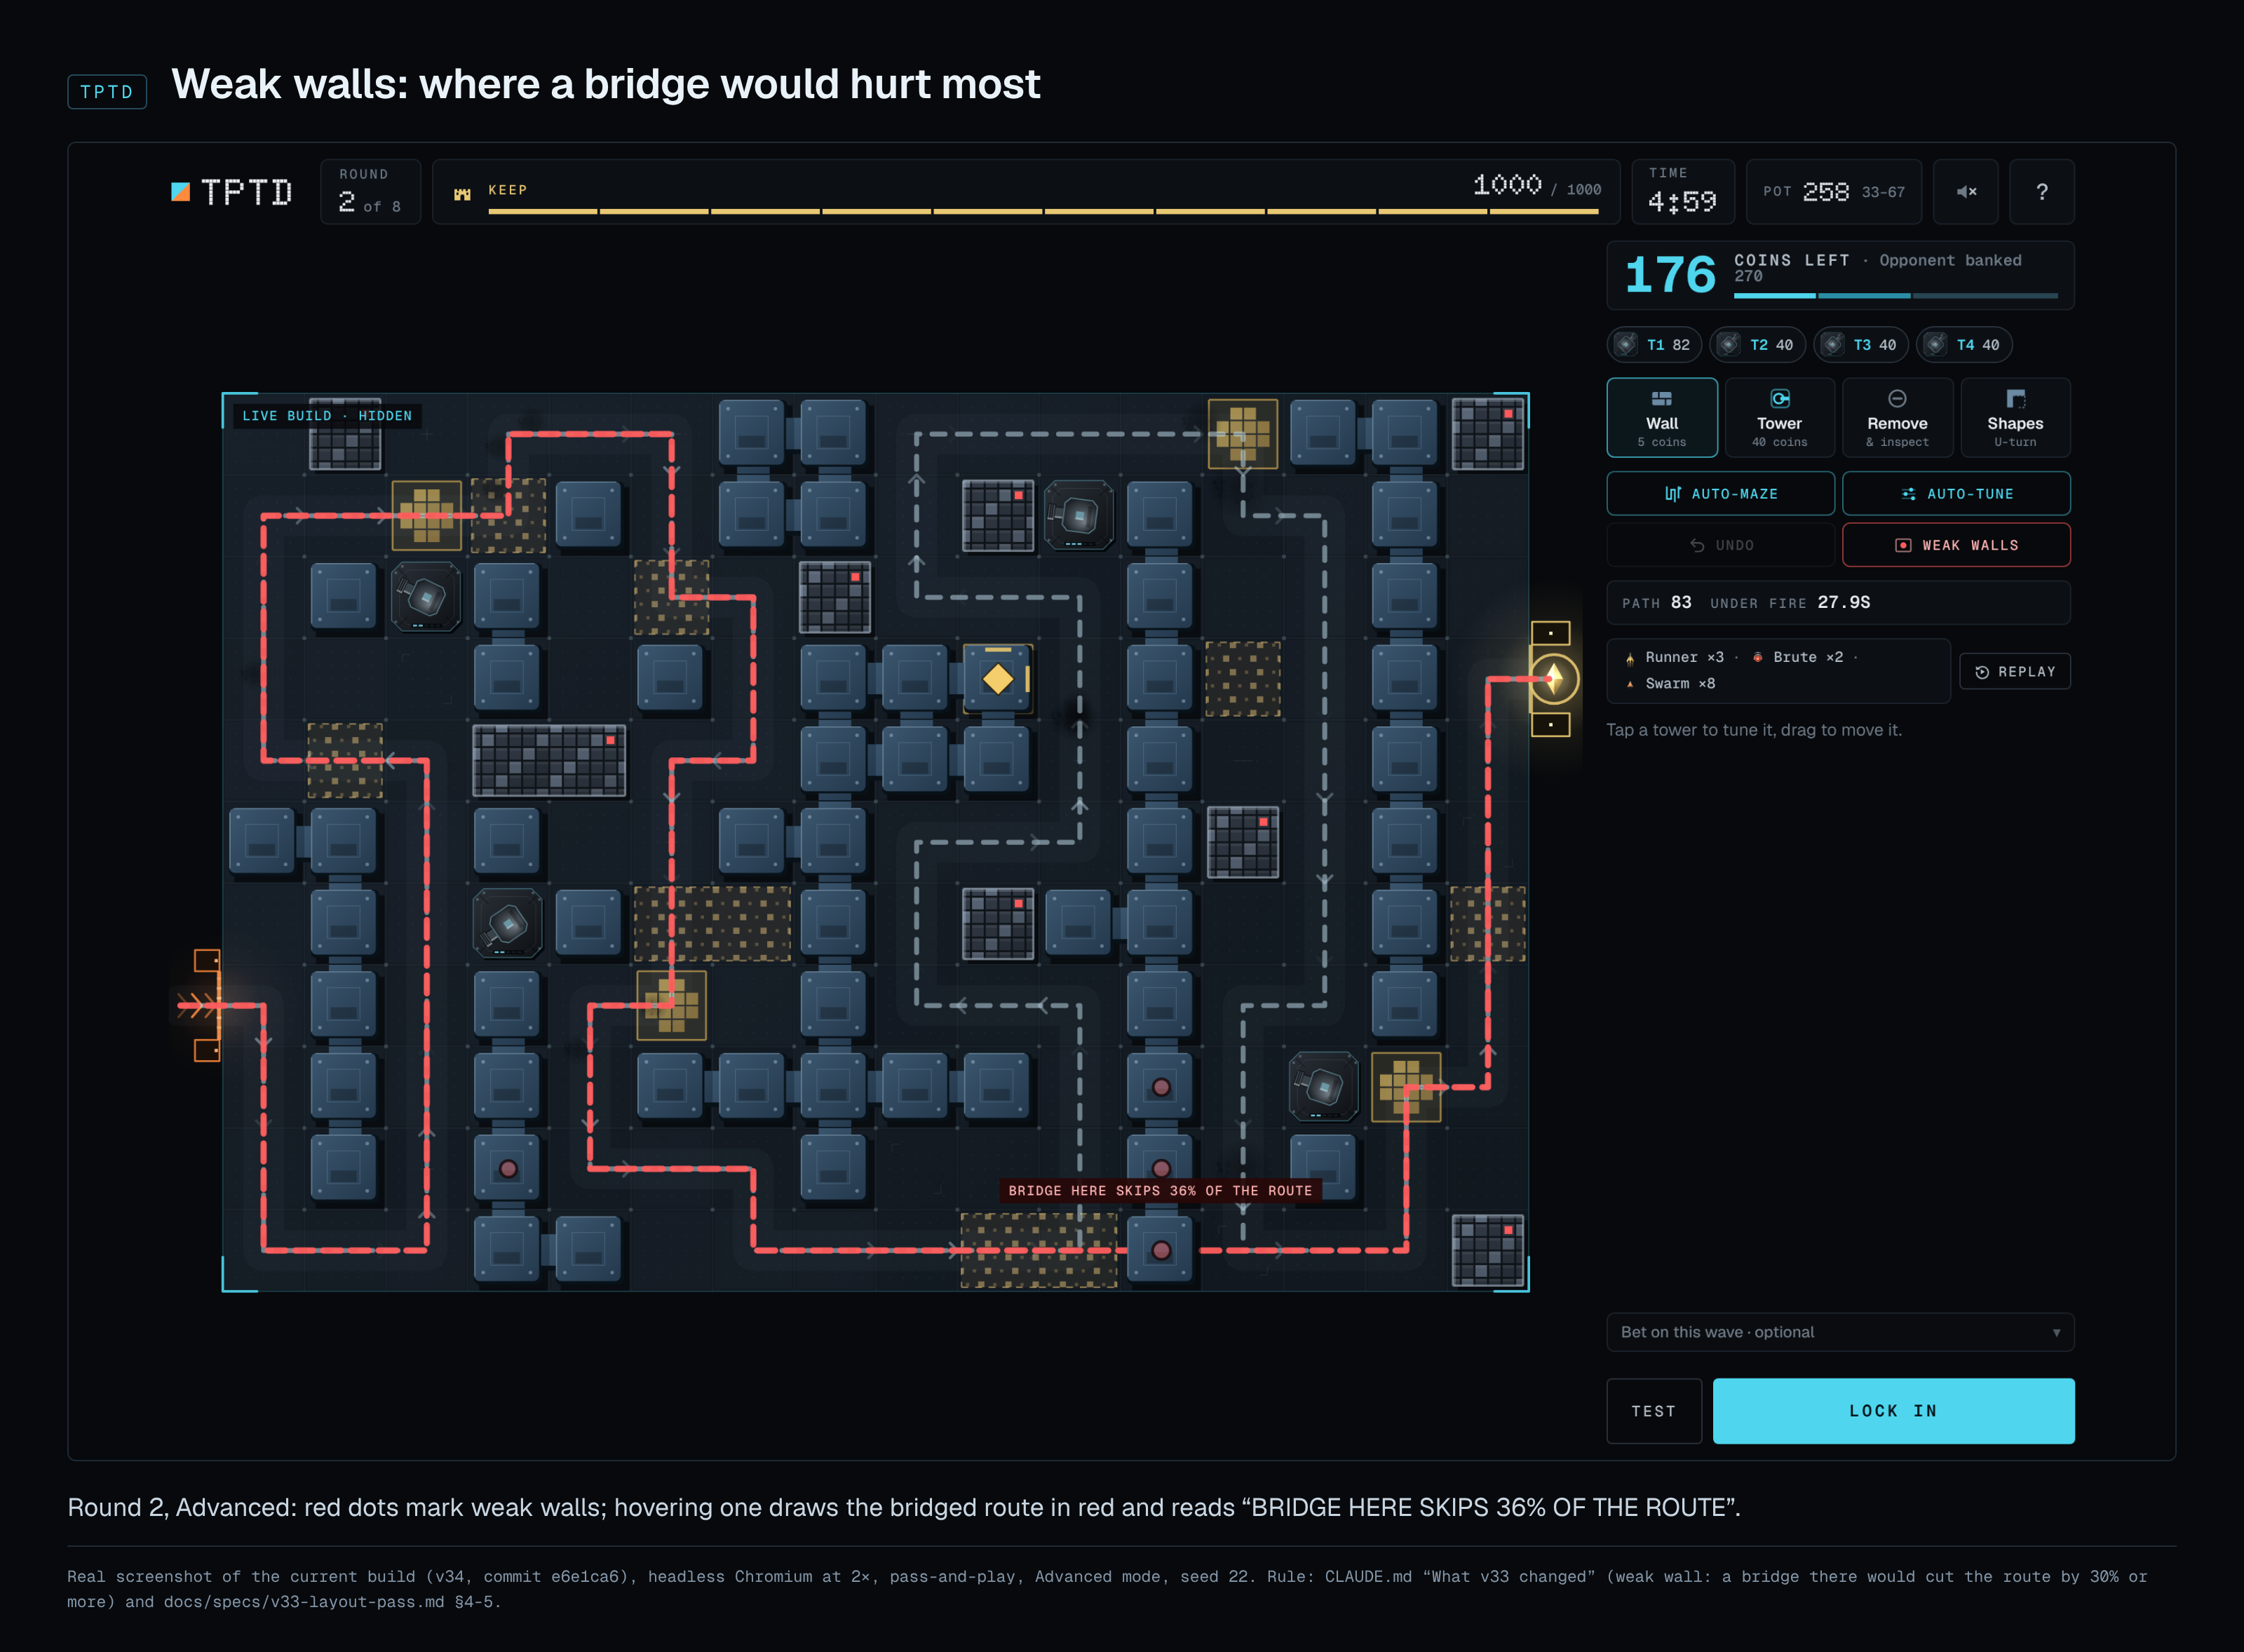 TPTD
Weak walls: where a bridge would hurt most
TPTD
ROUND
2 of 8
KEEP
1000 / 1000
TIME
4:59
POT 258 33–67
?
176 COINS LEFT · Opponent banked
270
T1 82
T2 40
T3 40
T4 40
Wall
5 coins
Tower
40 coins
Remove
& inspect
Shapes
U-turn
AUTO-MAZE
AUTO-TUNE
UNDO
WEAK WALLS
PATH 83 UNDER FIRE 27.9S
Runner ×3 · Brute ×2 ·
Swarm ×8
REPLAY
Tap a tower to tune it, drag to move it.
LIVE BUILD · HIDDEN
BRIDGE HERE SKIPS 36% OF THE ROUTE
Bet on this wave · optional
TEST
LOCK IN
Round 2, Advanced: red dots mark weak walls; hovering one draws the bridged route in red and reads “BRIDGE HERE SKIPS 36% OF THE ROUTE”.
Real screenshot of the current build (v34, commit e6e1ca6), headless Chromium at 2×, pass-and-play, Advanced mode, seed 22. Rule: CLAUDE.md “What v33 changed” (weak wall: a bridge there would cut the route by 30% or
more) and docs/specs/v33-layout-pass.md §4–5.